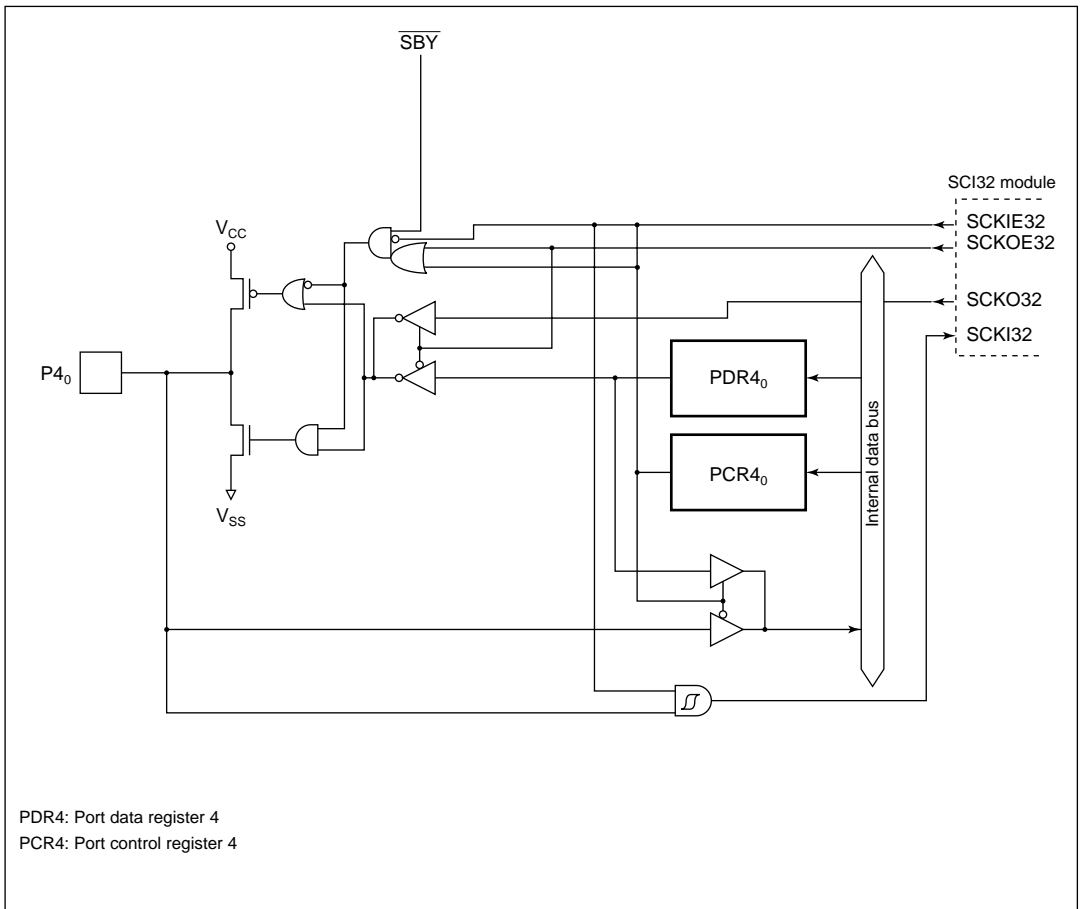 SBY
SCI32 module
SCKIE32
SCKOE32
SCKO32
SCKI32
VCC
P40
VSS
PDR40
PCR40
Internal data bus
PDR4: Port data register 4
PCR4: Port control register 4